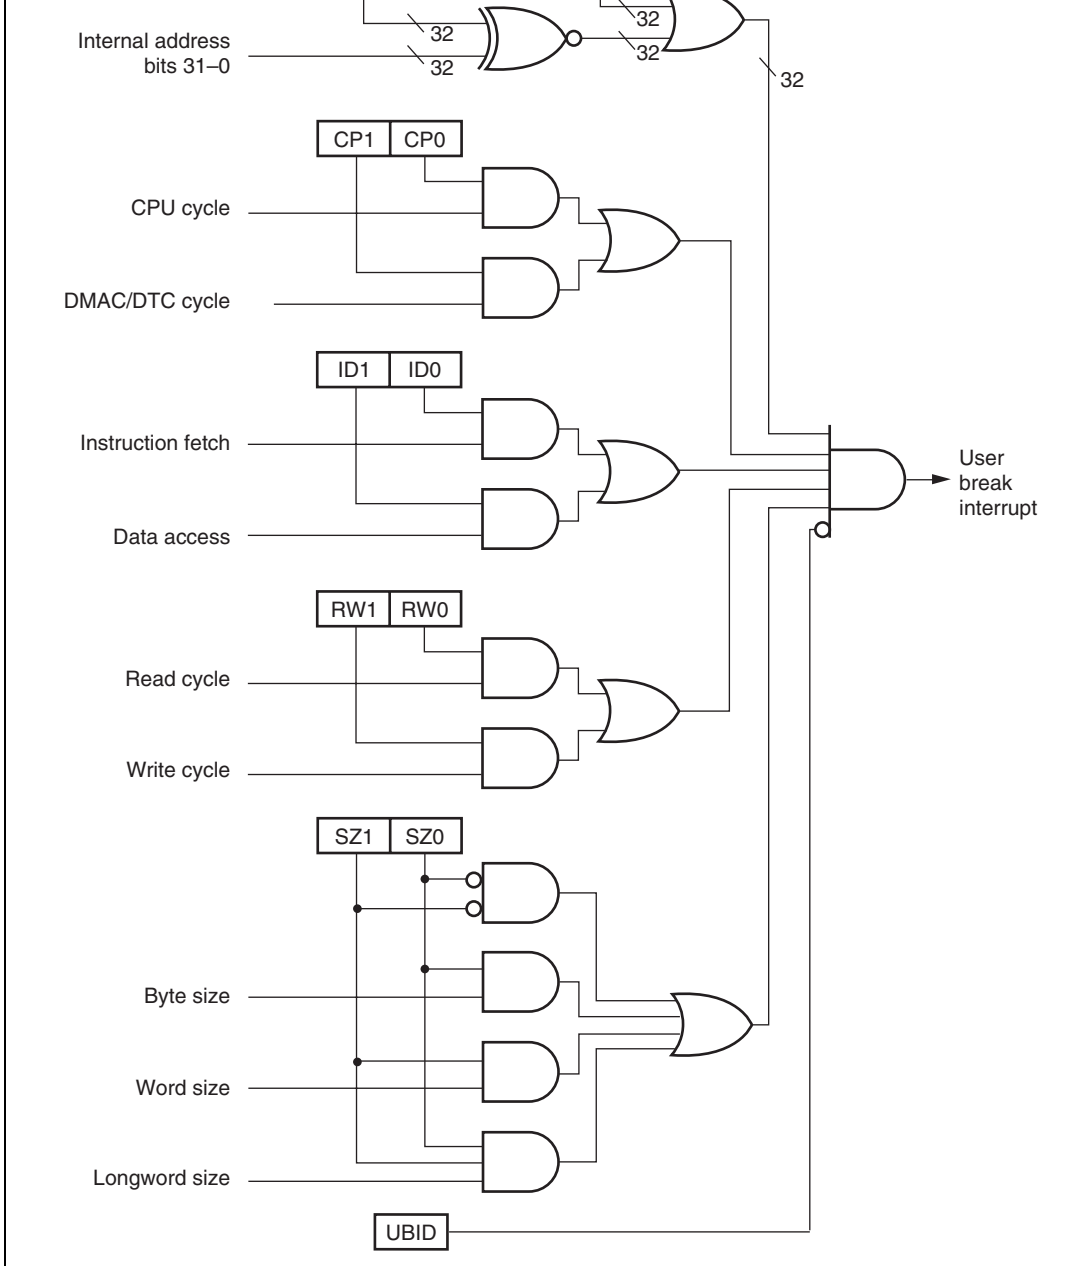 32
32
Internal address
bits 31–0
32
32
32
CP1 CP0
CPU cycle
DMAC/DTC cycle
ID1 ID0
Instruction fetch
Data access
User
break
interrupt
RW1 RW0
Read cycle
Write cycle
SZ1 SZ0
Byte size
Word size
Longword size
UBID